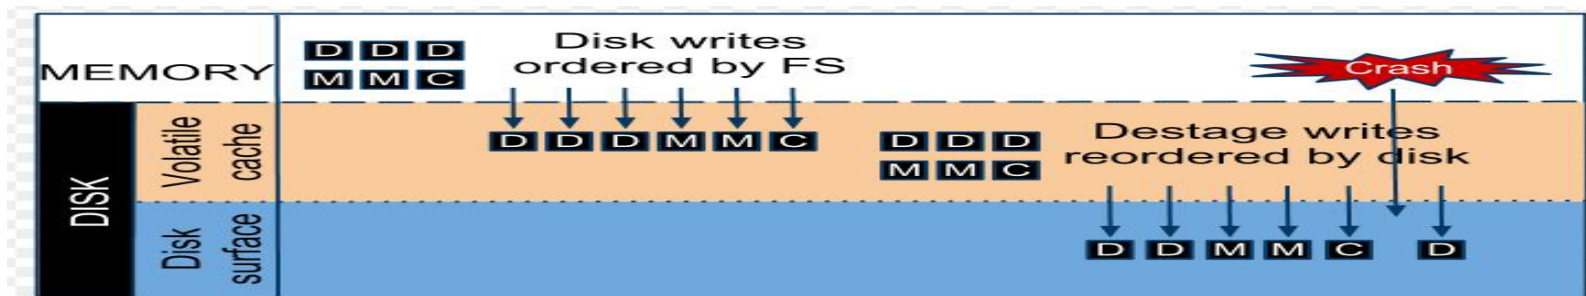 MEMORY
D D D
M M C
Disk writes
ordered by FS
Crash
DISK
Volatile
cache
D D D M M C
D D D
M M C
Destage writes
reordered by disk
Disk
surface
D D M M C D